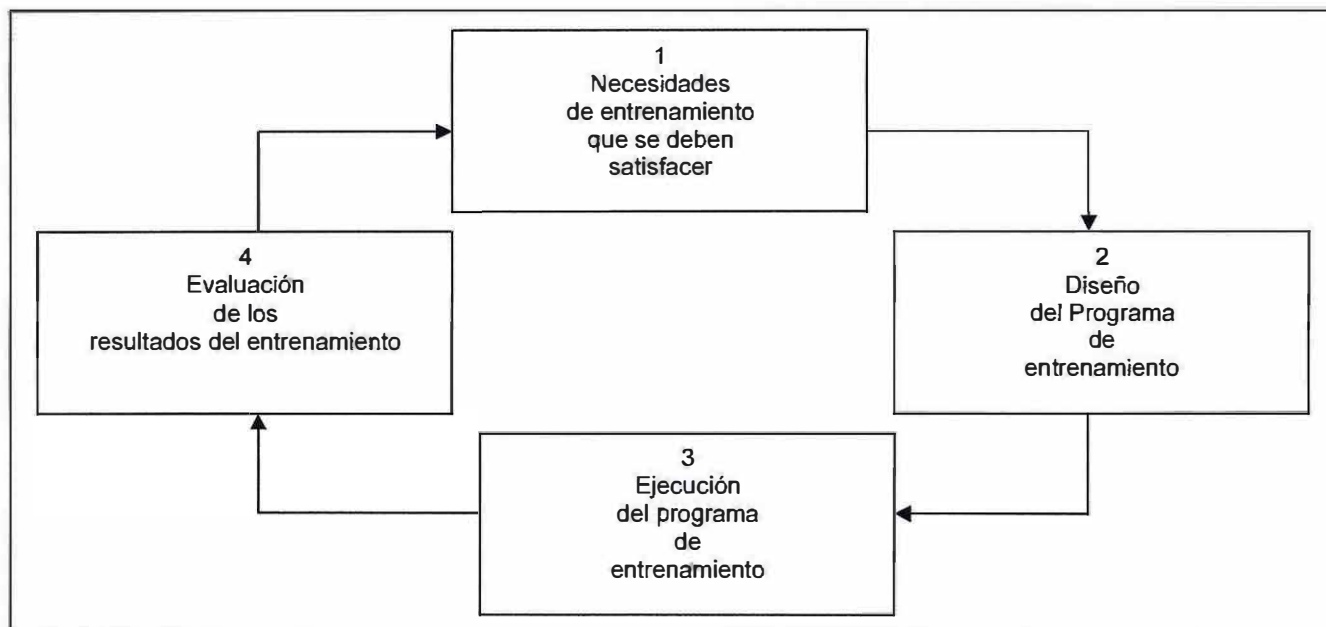 1
Necesidades
de entrenamiento
que se deben
satisfacer
2
Diseño
del Programa
de
entrenamiento
3
Ejecución
del programa
de
entrenamiento
4
Evaluación
de los
resultados del entrenamiento